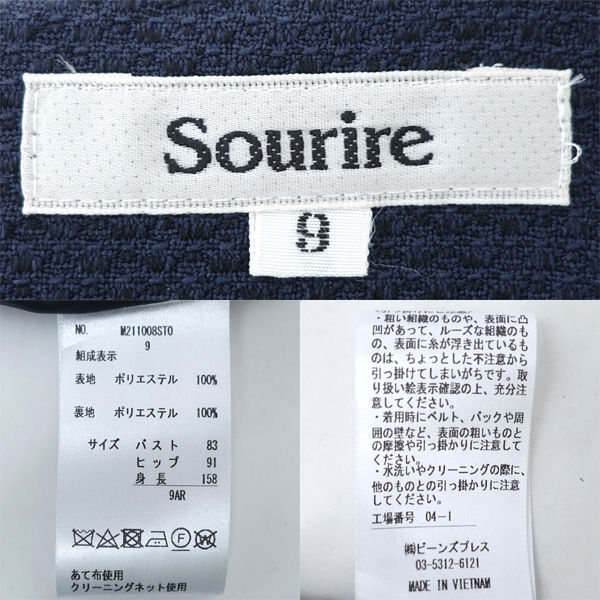 Sourire
9
NO. M211008ST0
9
組成表示
表地 ポリエステル 100%
裏地 ポリエステル 100%
サイズ バスト 83
ヒップ 91
身長 158
9AR
あて布使用
クリーニングネット使用
・粗い組織のものや、表面に凸
凹があって、ルーズな組織のも
の、表面に糸が浮き出ているも
のは、ちょっとした不注意から
引っ掛けてしまいがちです。取
り扱い絵表示確認の上、充分注
意してください。
・着用時にベルト、バックや周
囲の壁など、表面の粗いものと
の摩擦や引っ掛かりに注意して
ください。
・水洗いやクリーニングの際に、
他のものとの引っ掛かりに注意
してください。
工場番号 04-1
㈱ビーンズプレス
03-5312-6121
MADE IN VIETNAM